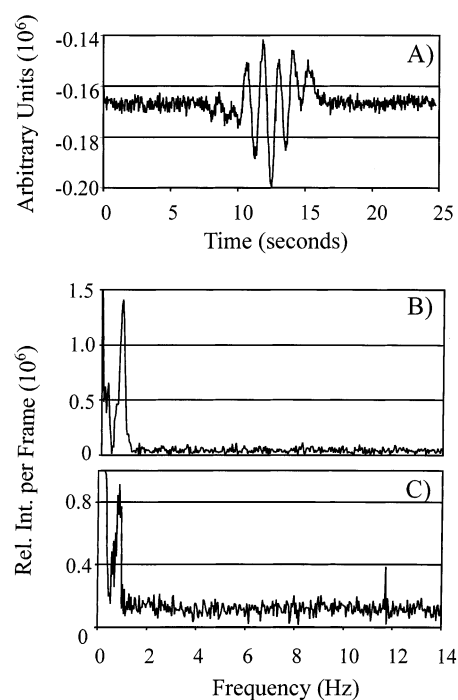 Arbitrary Units (10⁶)
-0.14
-0.16
-0.18
-0.20
A)
0 5 10 15 20 25
Time (seconds)
Rel. Int. per Frame (10⁶)
1.5
1.0
0.5
0
B)
0.8
0.4
0
C)
0 2 4 6 8 10 12 14
Frequency (Hz)